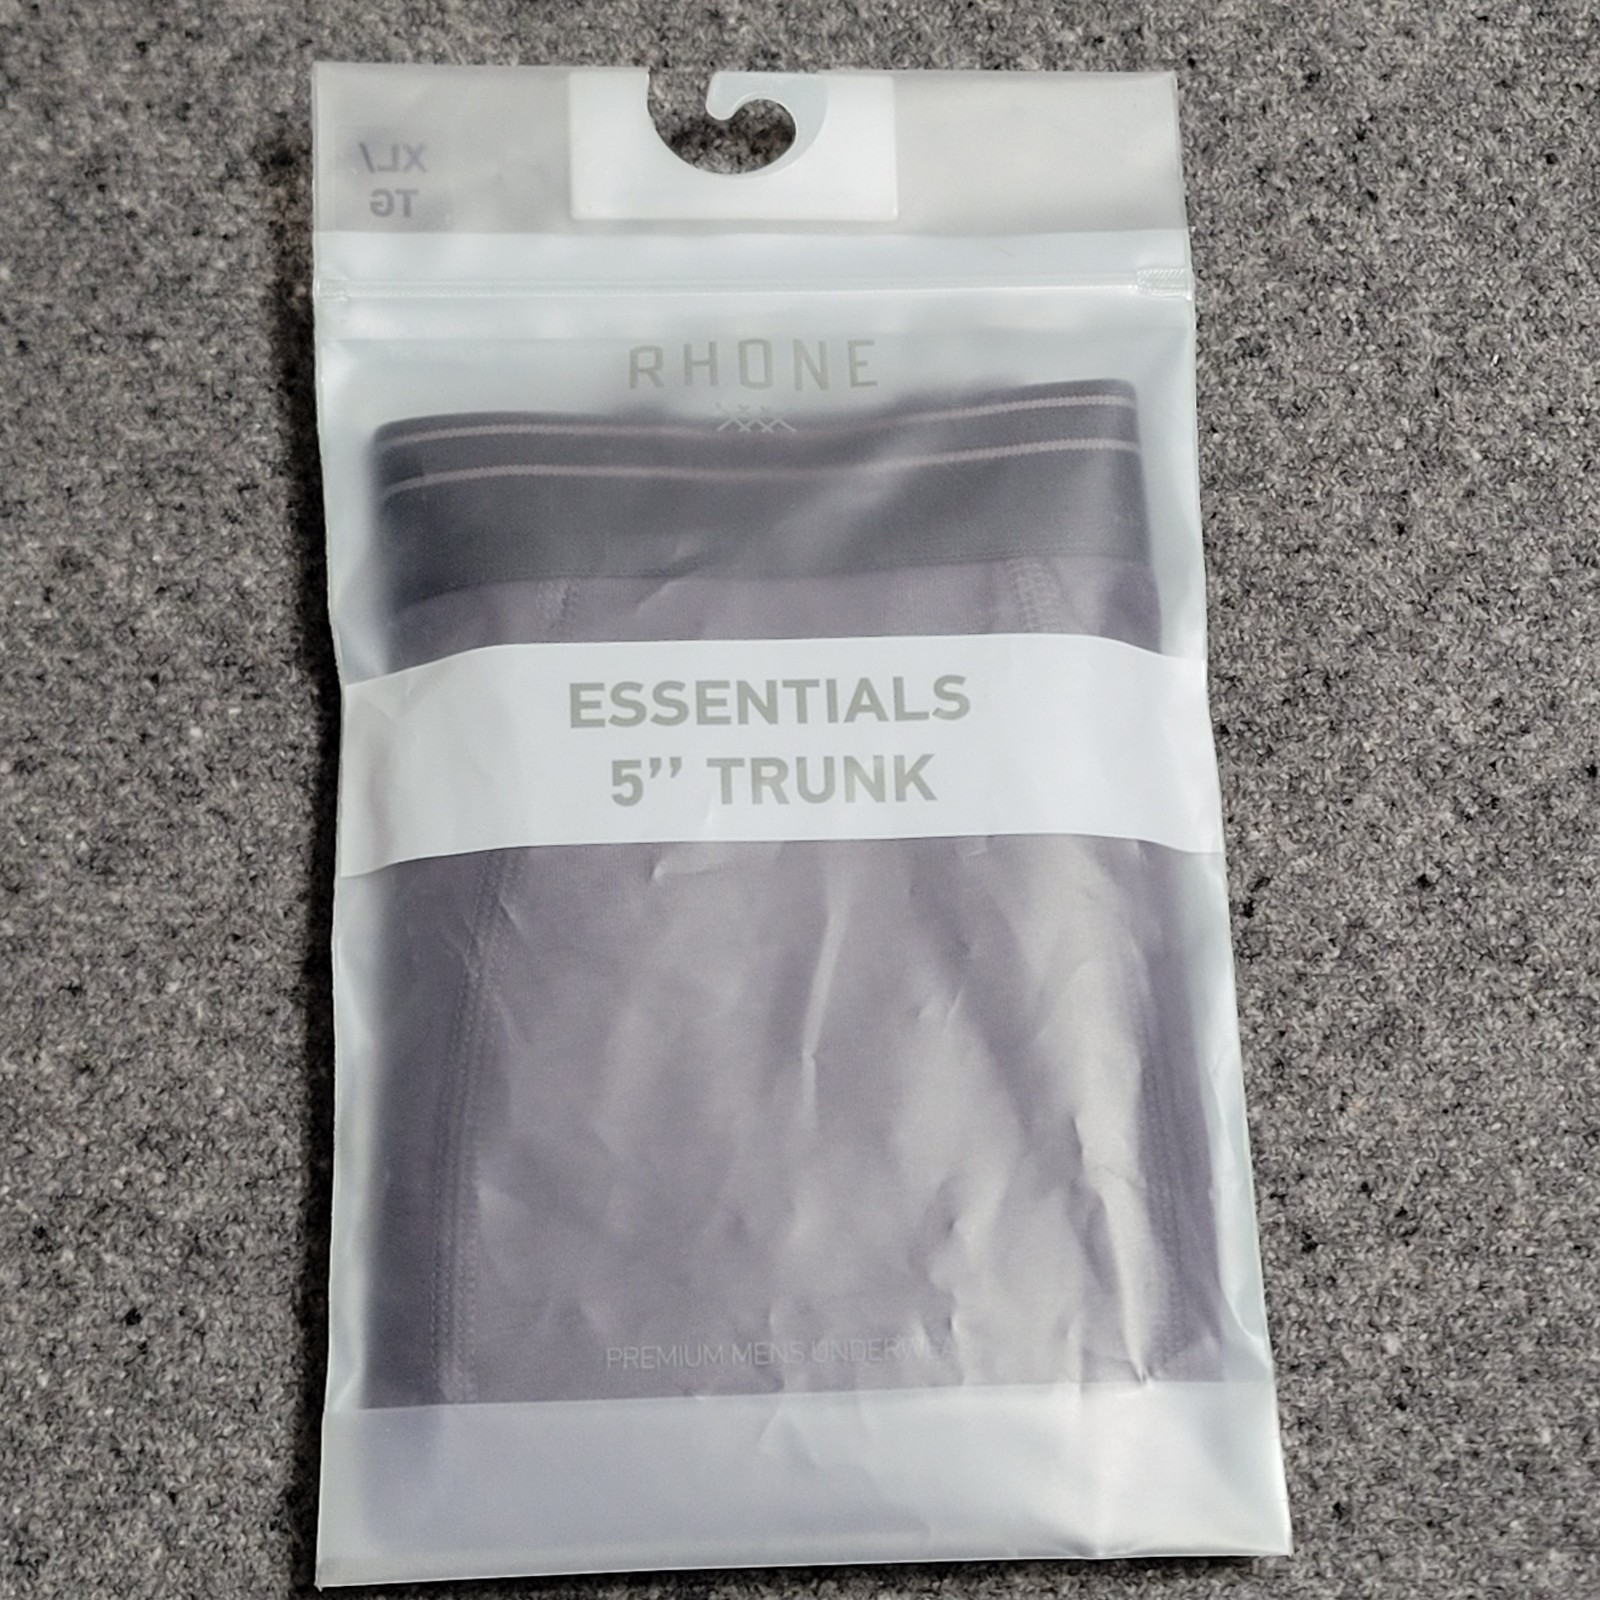 XL/
TG
RHONE
ESSENTIALS
5’’ TRUNK
PREMIUM MENS UNDERWEAR